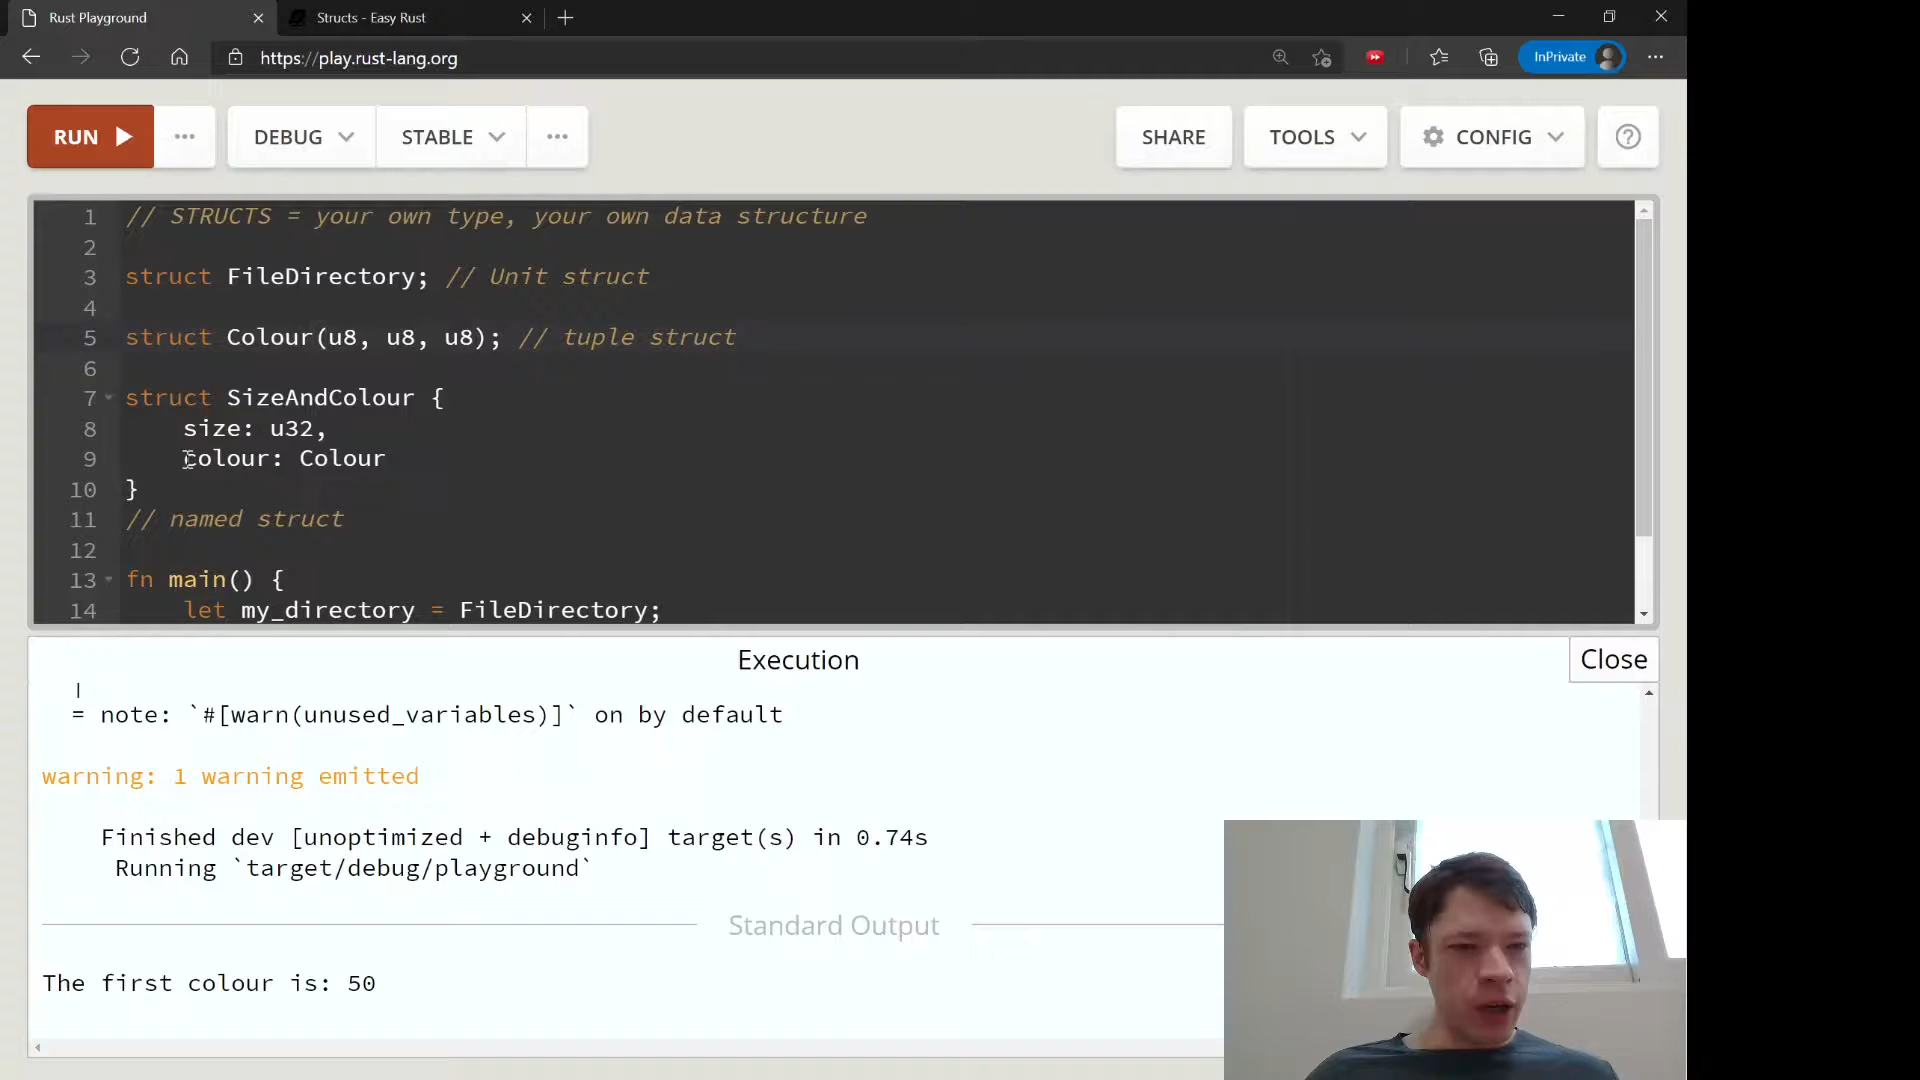 Rust Playground
Structs - Easy Rust
https://play.rust-lang.org
InPrivate
RUN
DEBUG
STABLE
SHARE
TOOLS
CONFIG
1 // STRUCTS = your own type, your own data structure
2
3 struct FileDirectory; // Unit struct
4
5 struct Colour(u8, u8, u8); // tuple struct
6
7 struct SizeAndColour {
8 size: u32,
9 colour: Colour
10 }
11 // named struct
12
13 fn main() {
14 let my_directory = FileDirectory;
Execution
Close
|
= note: `#[warn(unused_variables)]` on by default
warning: 1 warning emitted
Finished dev [unoptimized + debuginfo] target(s) in 0.74s
Running `target/debug/playground`
Standard Output
The first colour is: 50